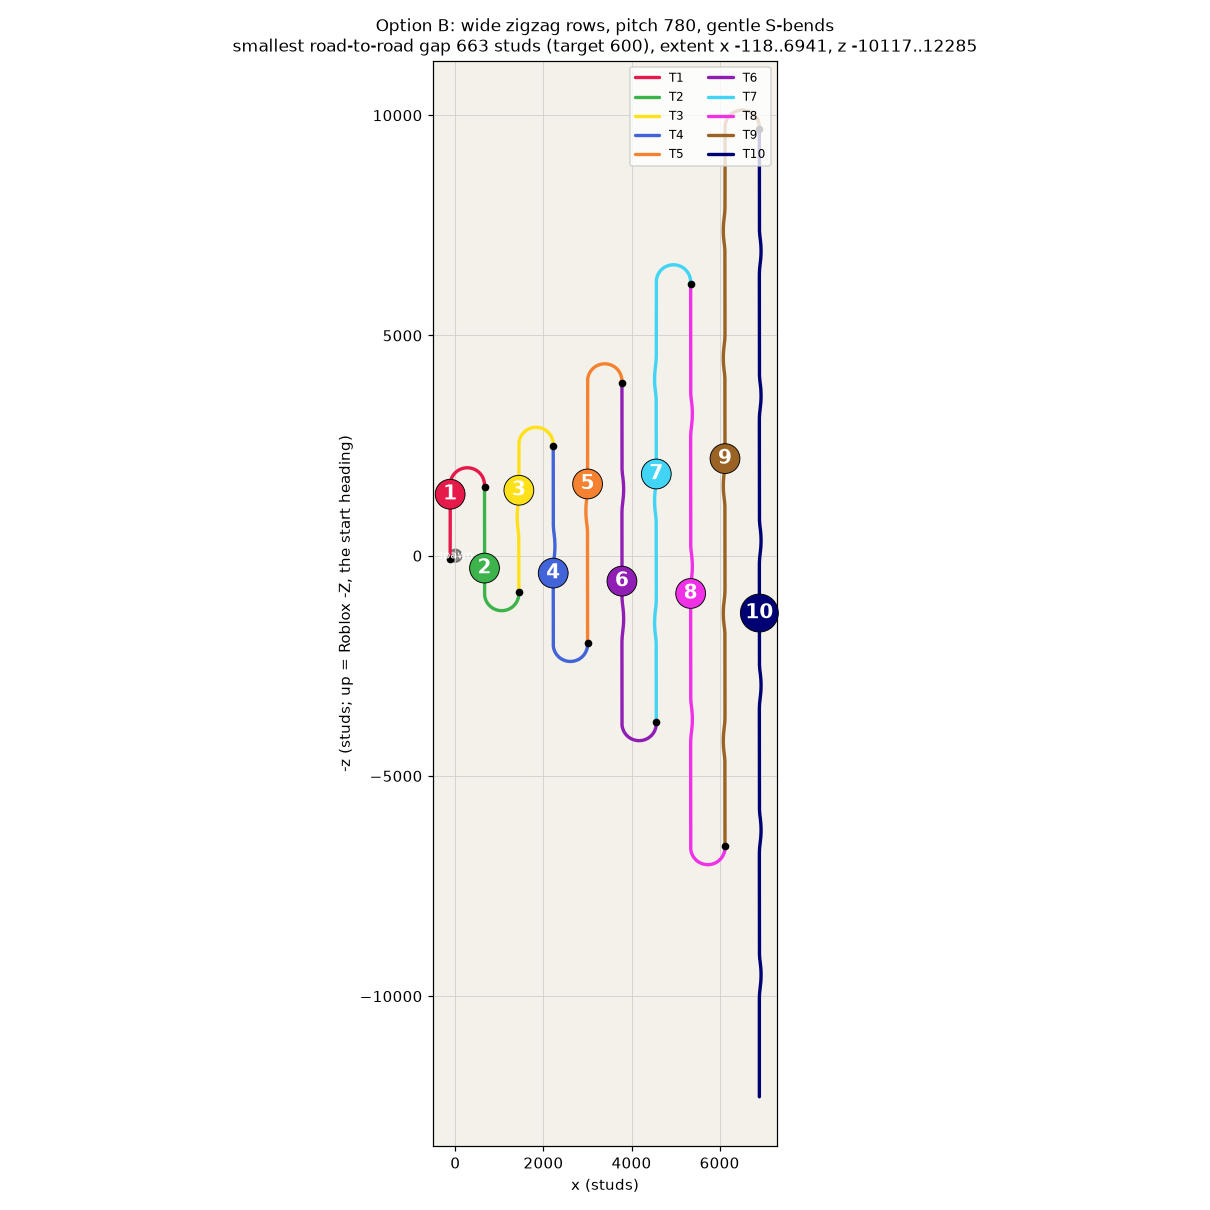 Option B: wide zigzag rows, pitch 780, gentle S-bends
smallest road-to-road gap 663 studs (target 600), extent x -118..6941, z -10117..12285
T1 T6
T2 T7
T3 T8
T4 T9
T5 T10
10000
5000
0
−5000
−10000
-z (studs; up = Roblox -Z, the start heading)
1
2
3
4
5
6
7
8
9
10
0 2000 4000 6000
x (studs)